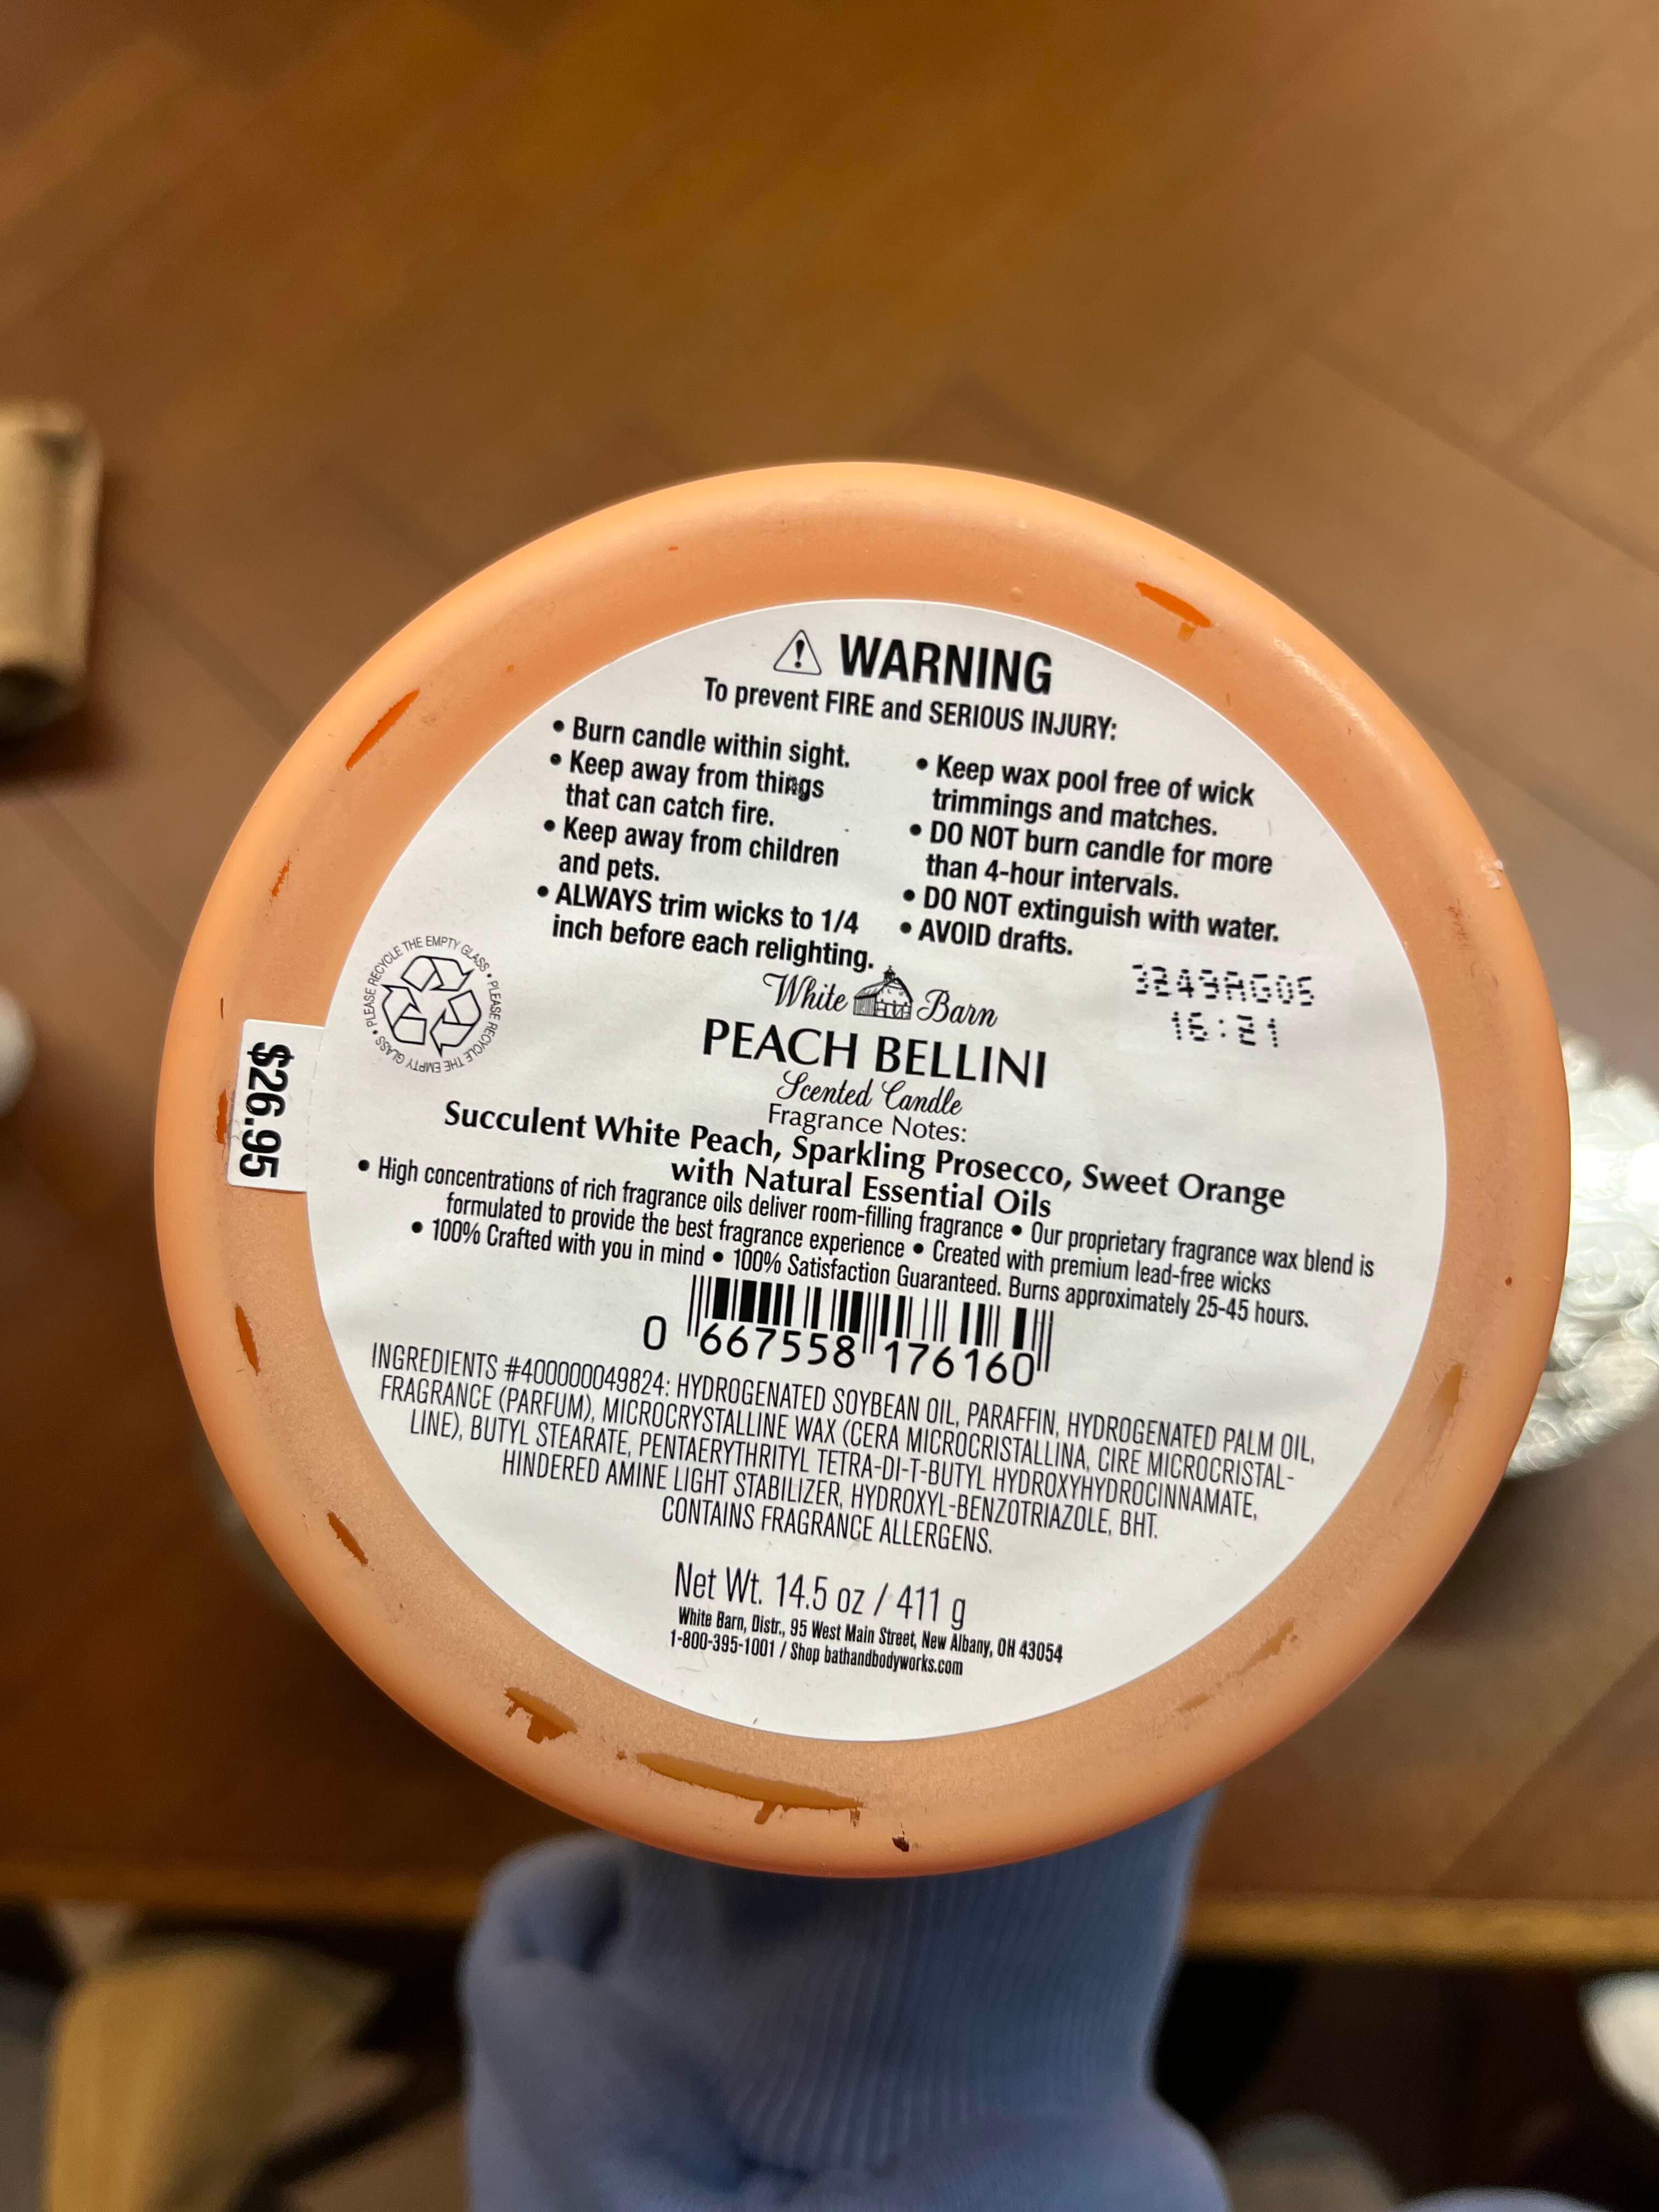 WARNING
To prevent FIRE and SERIOUS INJURY:
• Burn candle within sight.
• Keep away from things
that can catch fire.
• Keep away from children
and pets.
• ALWAYS trim wicks to 1/4
inch before each relighting.
• Keep wax pool free of wick
trimmings and matches.
• DO NOT burn candle for more
than 4-hour intervals.
• DO NOT extinguish with water.
• AVOID drafts.
PLEASE RECYCLE THE EMPTY GLASS • PLEASE RECYCLE THE EMPTY GLASS •
3249AG05
16:21
White Barn
PEACH BELLINI
Scented Candle
Fragrance Notes:
Succulent White Peach, Sparkling Prosecco, Sweet Orange
with Natural Essential Oils
• High concentrations of rich fragrance oils deliver room-filling fragrance • Our proprietary fragrance wax blend is
formulated to provide the best fragrance experience • Created with premium lead-free wicks
• 100% Crafted with you in mind • 100% Satisfaction Guaranteed. Burns approximately 25-45 hours.
$26.95
0 667558 176160
INGREDIENTS #400000049824: HYDROGENATED SOYBEAN OIL, PARAFFIN, HYDROGENATED PALM OIL,
FRAGRANCE (PARFUM), MICROCRYSTALLINE WAX (CERA MICROCRISTALLINA, CIRE MICROCRISTAL-
LINE), BUTYL STEARATE, PENTAERYTHRITYL TETRA-DI-T-BUTYL HYDROXYHYDROCINNAMATE,
HINDERED AMINE LIGHT STABILIZER, HYDROXYL-BENZOTRIAZOLE, BHT.
CONTAINS FRAGRANCE ALLERGENS.
Net Wt. 14.5 oz / 411 g
White Barn, Distr., 95 West Main Street, New Albany, OH 43054
1-800-395-1001 / Shop bathandbodyworks.com